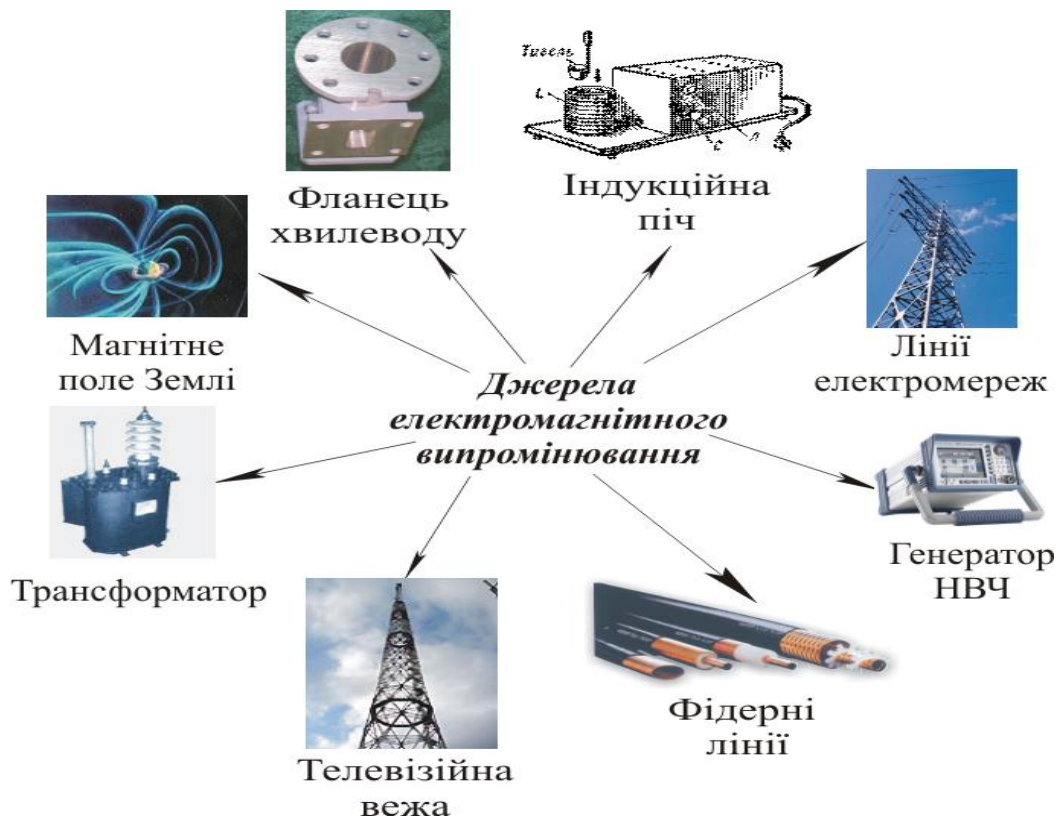 Тигель
L
С
Л
Фланець
хвилеводу
Індукційна
піч
Магнітне
поле Землі
Лінії
електромереж
Джерела
електромагнітного
випромінювання
Трансформатор
Генератор
НВЧ
Телевізійна
вежа
Фідерні
лінії